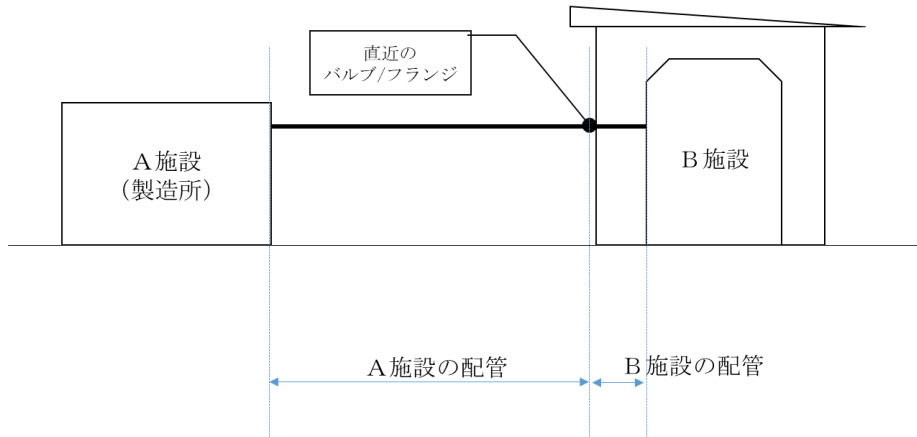 直近の
バルブ/フランジ
A施設
(製造所)
B施設
A施設の配管
B施設の配管